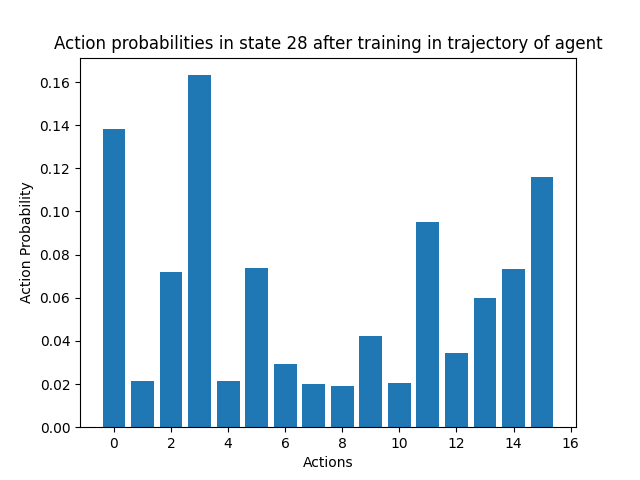 Action probabilities in state 28 after training in trajectory of agent
0.16
0.14
0.12
0.10
0.08
0.06
0.04
0.02
0.00
Action Probability
0 2 4 6 8 10 12 14 16
Actions